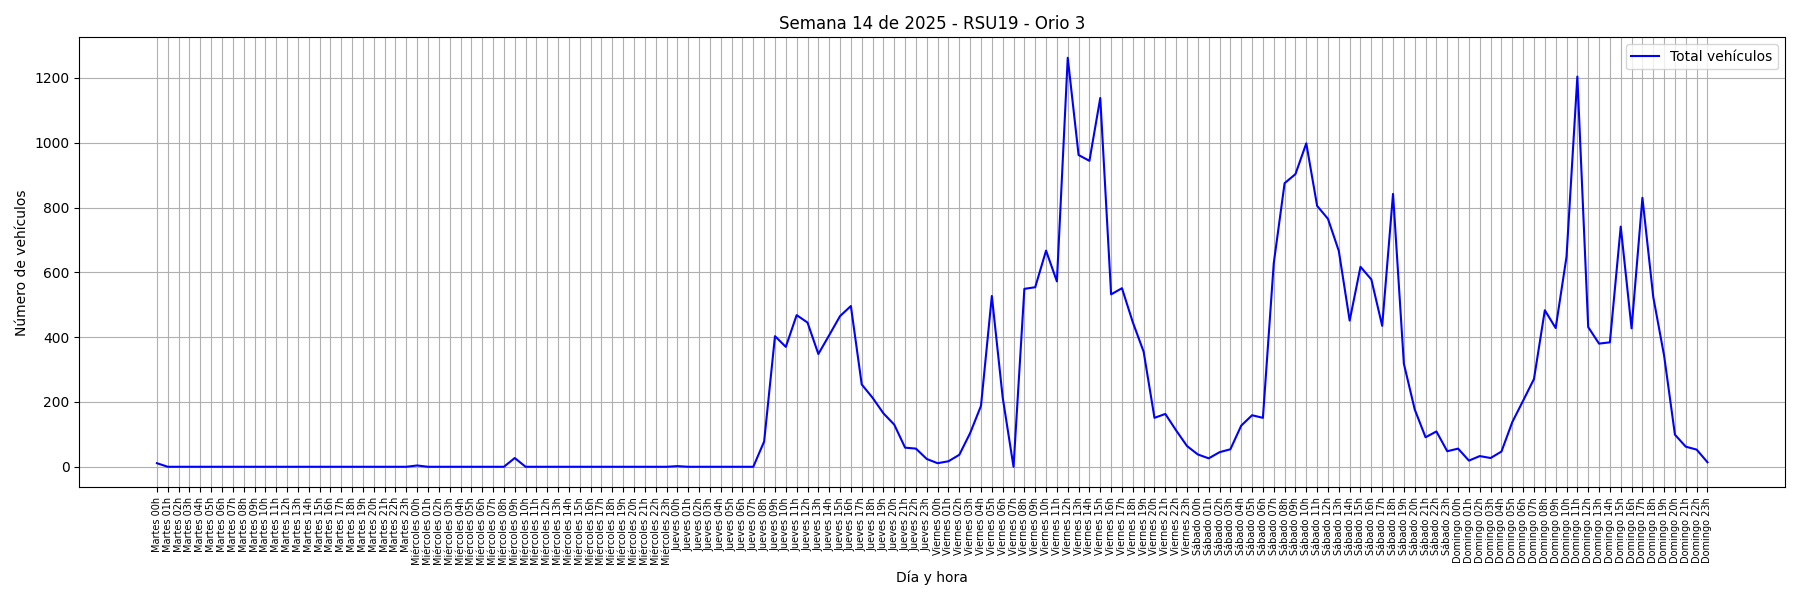 Semana 14 de 2025 - RSU19 - Orio 3
Total vehículos
Número de vehículos
1200
1000
800
600
400
200
0
Martes 00h
Martes 01h
Martes 02h
Martes 03h
Martes 04h
Martes 05h
Martes 06h
Martes 07h
Martes 08h
Martes 09h
Martes 10h
Martes 11h
Martes 12h
Martes 13h
Martes 14h
Martes 15h
Martes 16h
Martes 17h
Martes 18h
Martes 19h
Martes 20h
Martes 21h
Martes 22h
Martes 23h
Miércoles 00h
Miércoles 01h
Miércoles 02h
Miércoles 03h
Miércoles 04h
Miércoles 05h
Miércoles 06h
Miércoles 07h
Miércoles 08h
Miércoles 09h
Miércoles 10h
Miércoles 11h
Miércoles 12h
Miércoles 13h
Miércoles 14h
Miércoles 15h
Miércoles 16h
Miércoles 17h
Miércoles 18h
Miércoles 19h
Miércoles 20h
Miércoles 21h
Miércoles 22h
Miércoles 23h
Jueves 00h
Jueves 01h
Jueves 02h
Jueves 03h
Jueves 04h
Jueves 05h
Jueves 06h
Jueves 07h
Jueves 08h
Jueves 09h
Jueves 10h
Jueves 11h
Jueves 12h
Jueves 13h
Jueves 14h
Jueves 15h
Jueves 16h
Jueves 17h
Jueves 18h
Jueves 19h
Jueves 20h
Jueves 21h
Jueves 22h
Jueves 23h
Viernes 00h
Viernes 01h
Viernes 02h
Viernes 03h
Viernes 04h
Viernes 05h
Viernes 06h
Viernes 07h
Viernes 08h
Viernes 09h
Viernes 10h
Viernes 11h
Viernes 12h
Viernes 13h
Viernes 14h
Viernes 15h
Viernes 16h
Viernes 17h
Viernes 18h
Viernes 19h
Viernes 20h
Viernes 21h
Viernes 22h
Viernes 23h
Sábado 00h
Sábado 01h
Sábado 02h
Sábado 03h
Sábado 04h
Sábado 05h
Sábado 06h
Sábado 07h
Sábado 08h
Sábado 09h
Sábado 10h
Sábado 11h
Sábado 12h
Sábado 13h
Sábado 14h
Sábado 15h
Sábado 16h
Sábado 17h
Sábado 18h
Sábado 19h
Sábado 20h
Sábado 21h
Sábado 22h
Sábado 23h
Domingo 00h
Domingo 01h
Domingo 02h
Domingo 03h
Domingo 04h
Domingo 05h
Domingo 06h
Domingo 07h
Domingo 08h
Domingo 09h
Domingo 10h
Domingo 11h
Domingo 12h
Domingo 13h
Domingo 14h
Domingo 15h
Domingo 16h
Domingo 17h
Domingo 18h
Domingo 19h
Domingo 20h
Domingo 21h
Domingo 22h
Domingo 23h
Día y hora